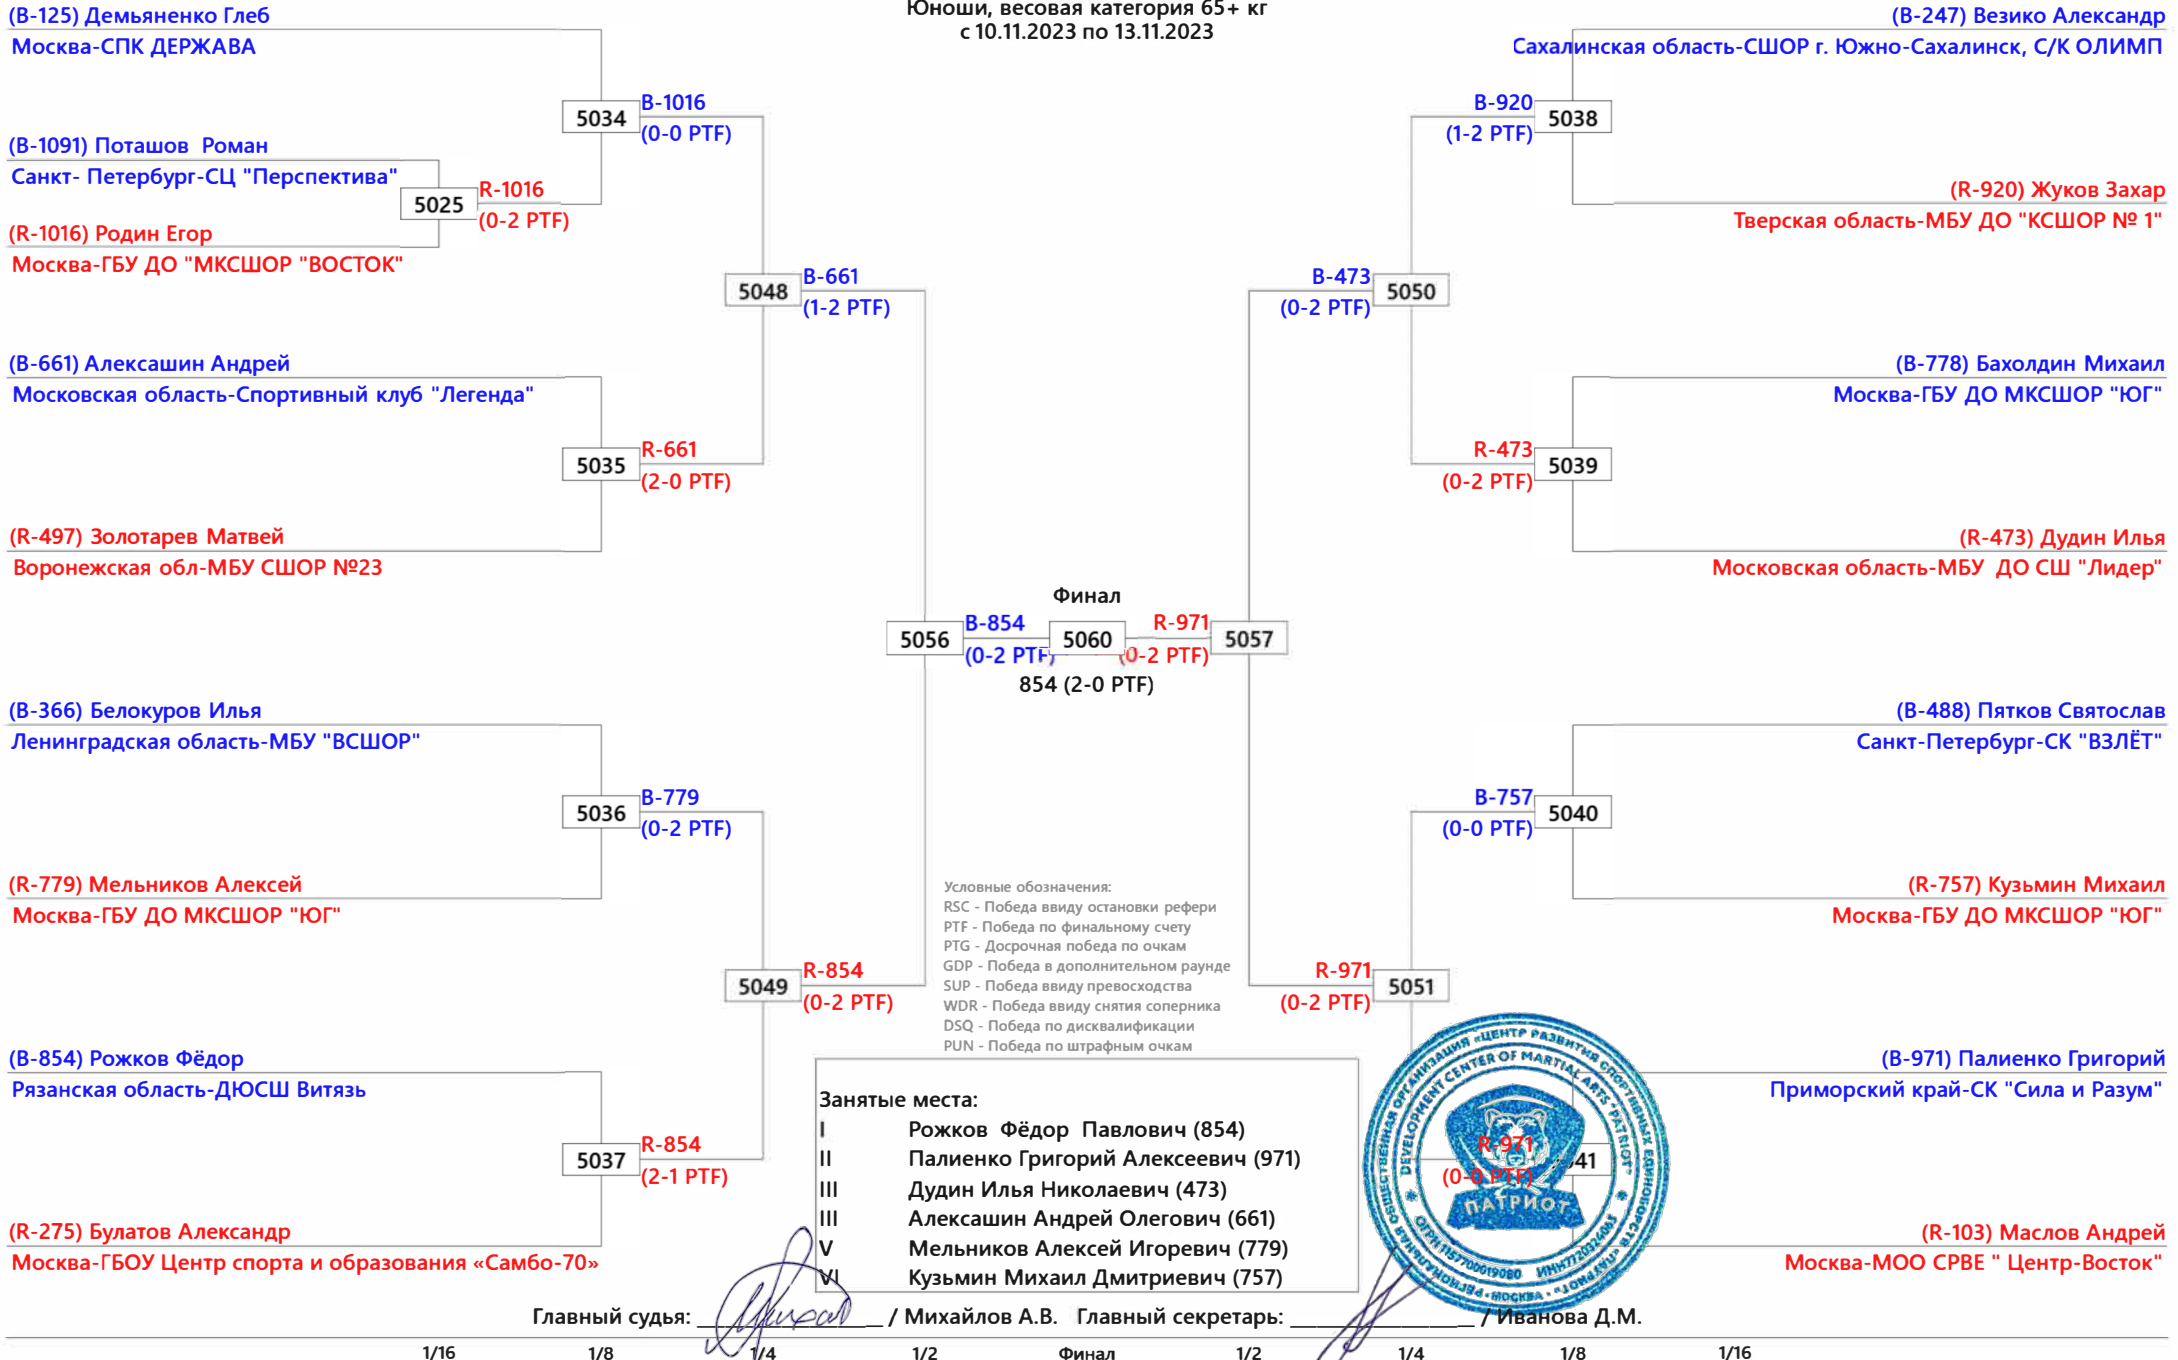 Юноши, весовая категория 65+ кг
с 10.11.2023 по 13.11.2023
(B-125) Демьяненко Глеб
Москва-СПК ДЕРЖАВА
5034
B-1016
(0-0 PTF)
(B-1091) Поташов Роман
Санкт- Петербург-СЦ "Перспектива"
5025
R-1016
(0-2 PTF)
(R-1016) Родин Егор
Москва-ГБУ ДО "МКСШОР "ВОСТОК"
5048
B-661
(1-2 PTF)
(B-661) Алексашин Андрей
Московская область-Спортивный клуб "Легенда"
5035
R-661
(2-0 PTF)
(R-497) Золотарев Матвей
Воронежская обл-МБУ СШОР №23
5056
B-854
(0-2 PTF)
(B-366) Белокуров Илья
Ленинградская область-МБУ "ВСШОР"
5036
B-779
(0-2 PTF)
(R-779) Мельников Алексей
Москва-ГБУ ДО МКСШОР "ЮГ"
5049
R-854
(0-2 PTF)
(B-854) Рожков Фёдор
Рязанская область-ДЮСШ Витязь
5037
R-854
(2-1 PTF)
(R-275) Булатов Александр
Москва-ГБОУ Центр спорта и образования «Самбо-70»
Финал
5060
854 (2-0 PTF)
(B-247) Везико Александр
Сахалинская область-СШОР г. Южно-Сахалинск, С/К ОЛИМП
B-920
(1-2 PTF)
5038
(R-920) Жуков Захар
Тверская область-МБУ ДО "КСШОР № 1"
B-473
(0-2 PTF)
5050
(B-778) Бахолдин Михаил
Москва-ГБУ ДО МКСШОР "ЮГ"
R-473
(0-2 PTF)
5039
(R-473) Дудин Илья
Московская область-МБУ ДО СШ "Лидер"
R-971
(0-2 PTF)
5057
(B-488) Пятков Святослав
Санкт-Петербург-СК "ВЗЛЁТ"
B-757
(0-0 PTF)
5040
(R-757) Кузьмин Михаил
Москва-ГБУ ДО МКСШОР "ЮГ"
R-971
(0-2 PTF)
5051
(B-971) Палиенко Григорий
Приморский край-СК "Сила и Разум"
R-971
(0-0 PTF)
41
(R-103) Маслов Андрей
Москва-МОО СРВЕ " Центр-Восток"
Условные обозначения:
RSC - Победа ввиду остановки рефери
PTF - Победа по финальному счету
PTG - Досрочная победа по очкам
GDP - Победа в дополнительном раунде
SUP - Победа ввиду превосходства
WDR - Победа ввиду снятия соперника
DSQ - Победа по дисквалификации
PUN - Победа по штрафным очкам
Занятые места:
I Рожков Фёдор Павлович (854)
II Палиенко Григорий Алексеевич (971)
III Дудин Илья Николаевич (473)
III Алексашин Андрей Олегович (661)
V Мельников Алексей Игоревич (779)
VI Кузьмин Михаил Дмитриевич (757)
DEVELOPMENT CENTER OF MARTIAL ARTS "PATRIOT"
ПАТРИОТ
Главный судья: / Михайлов А.В. Главный секретарь: / Иванова Д.М.
1/16 1/8 1/4 1/2 Финал 1/2 1/4 1/8 1/16